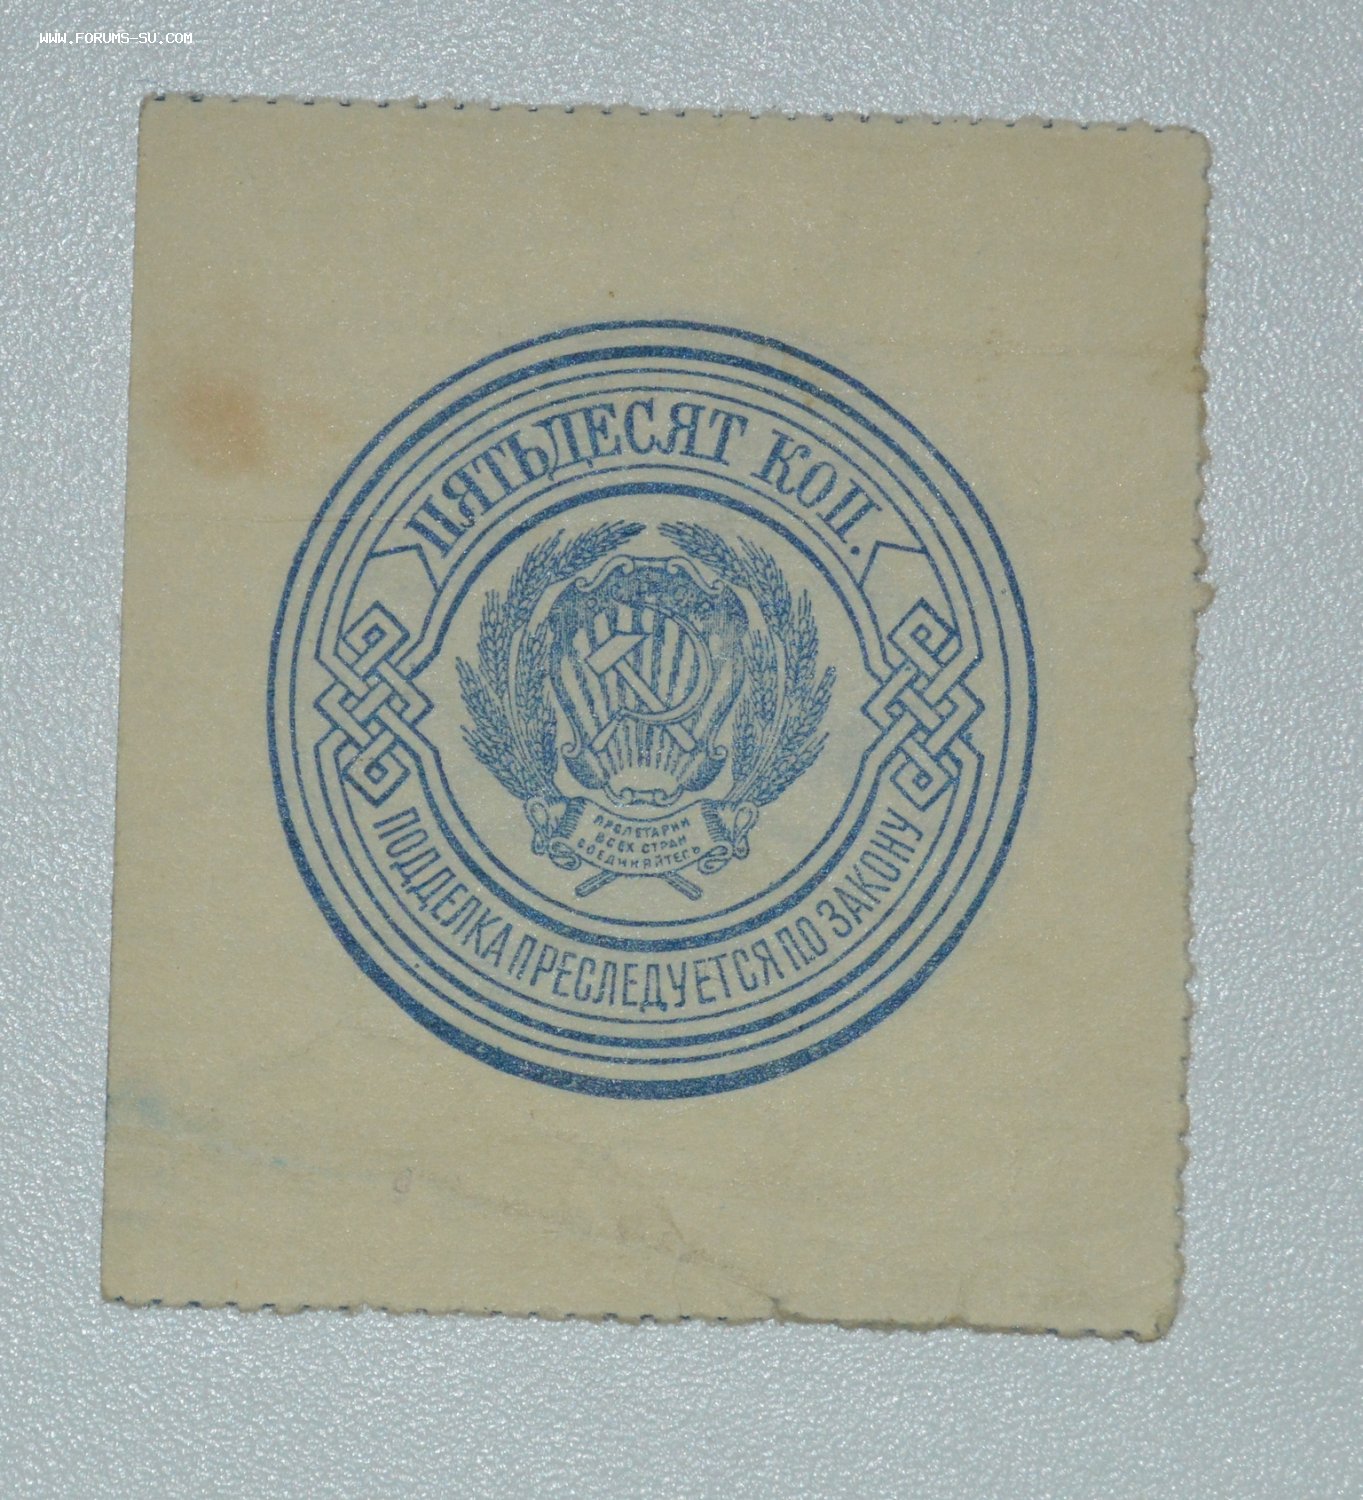 WWW.FORUMS-SU.COM
ПЯТЬДЕСЯТ КОП.
ПРОЛЕТАРИИ
ВСЕХ СТРАН
СОЕДИНЯЙТЕСЬ
ПОДДЕЛКА ПРЕСЛЕДУЕТСЯ ПО ЗАКОНУ